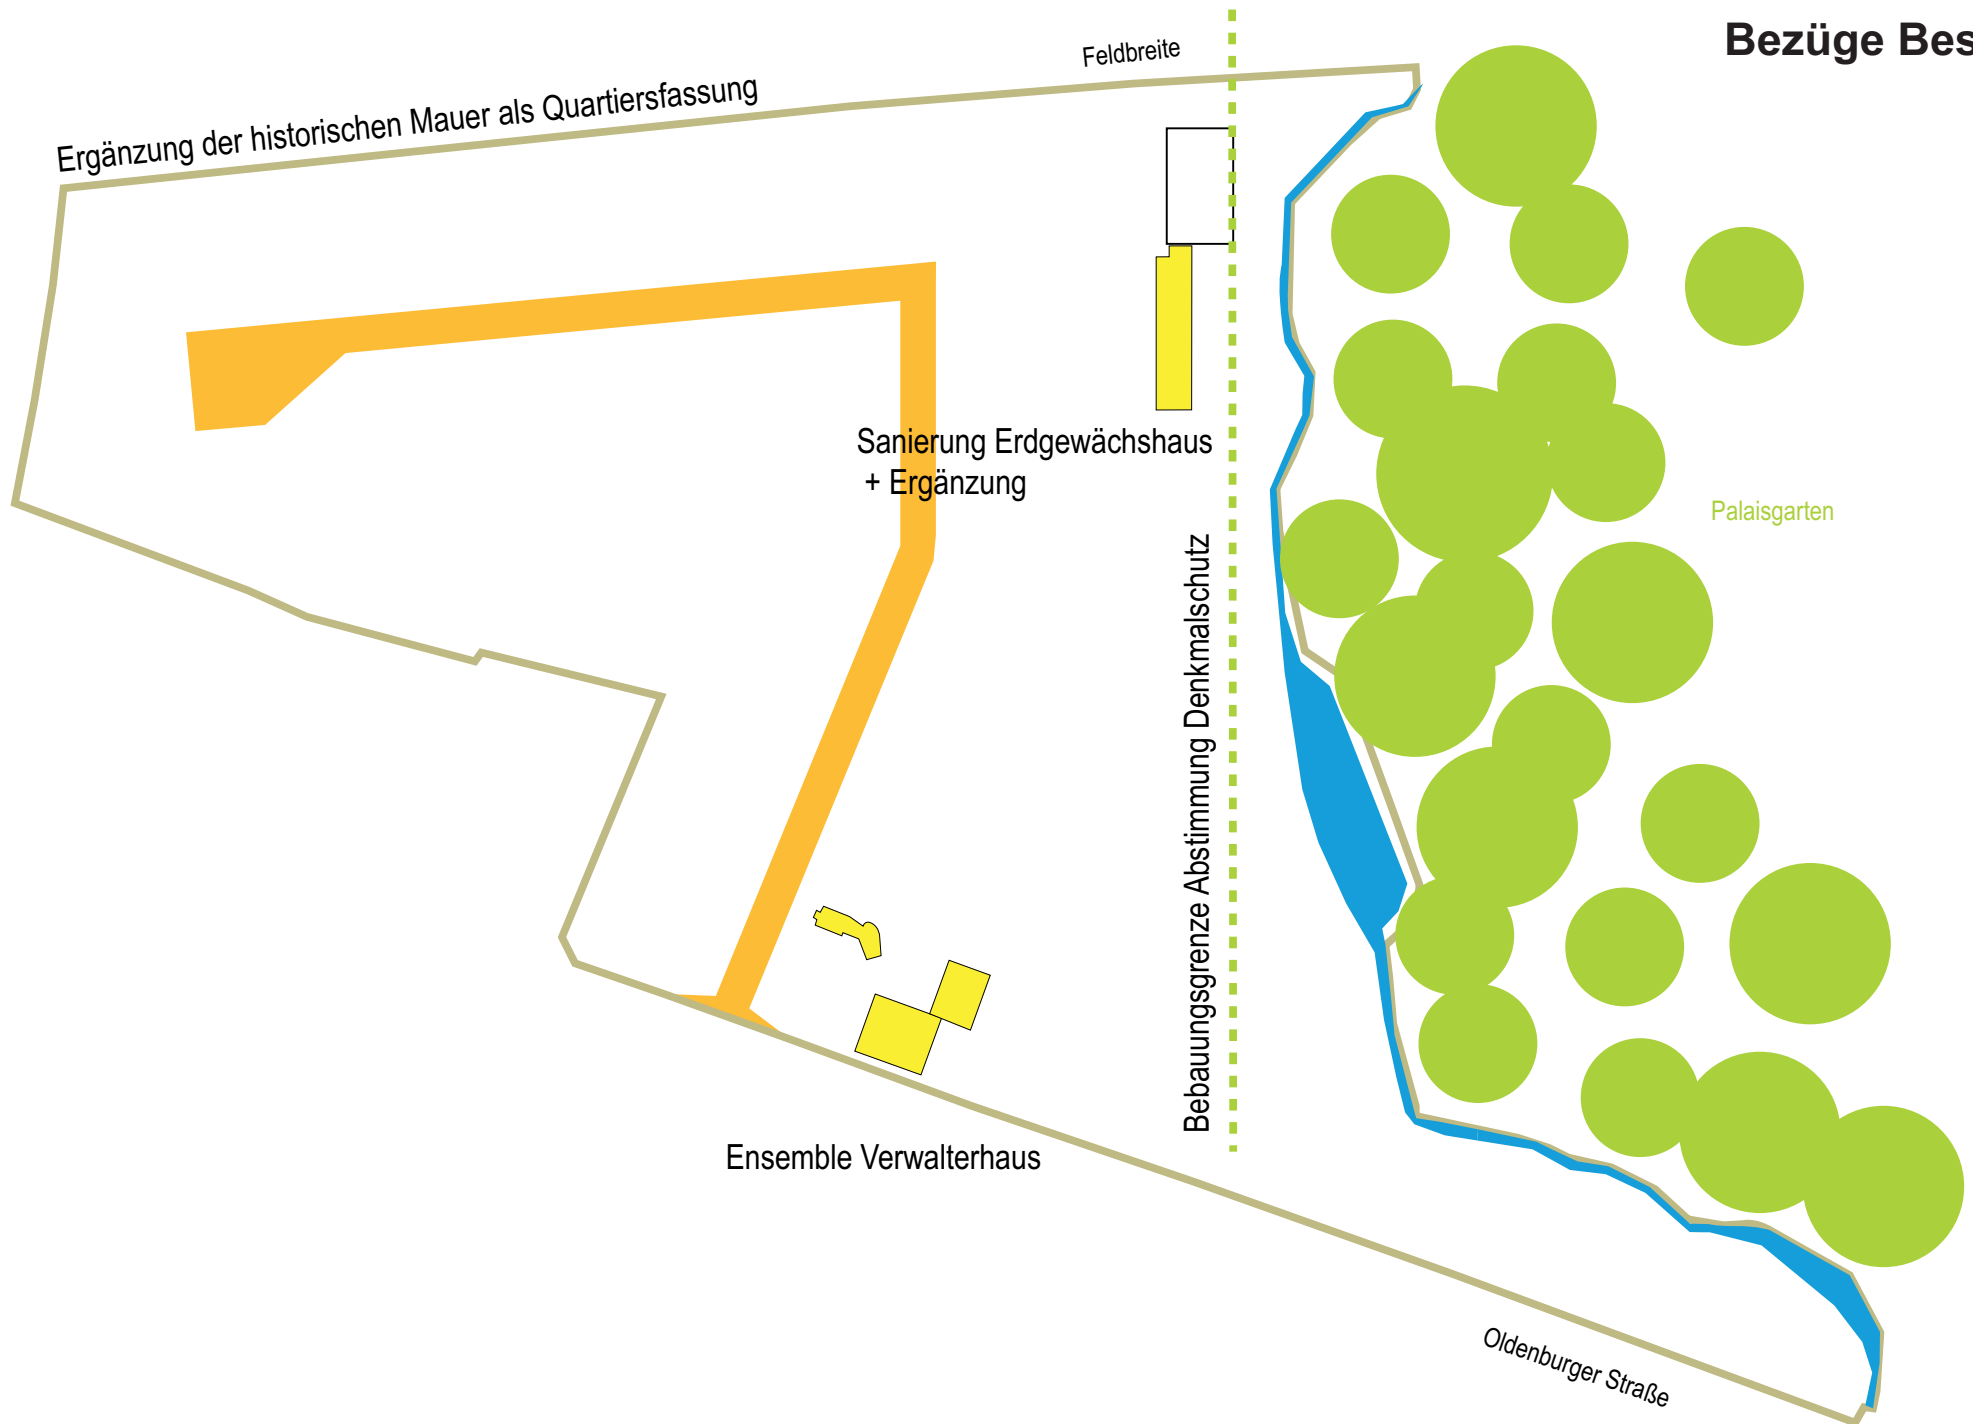 Bezüge Bes
Feldbreite
Ergänzung der historischen Mauer als Quartiersfassung
Sanierung Erdgewächshaus
+ Ergänzung
Palaisgarten
Bebauungsgrenze Abstimmung Denkmalschutz
Ensemble Verwalterhaus
Oldenburger Straße